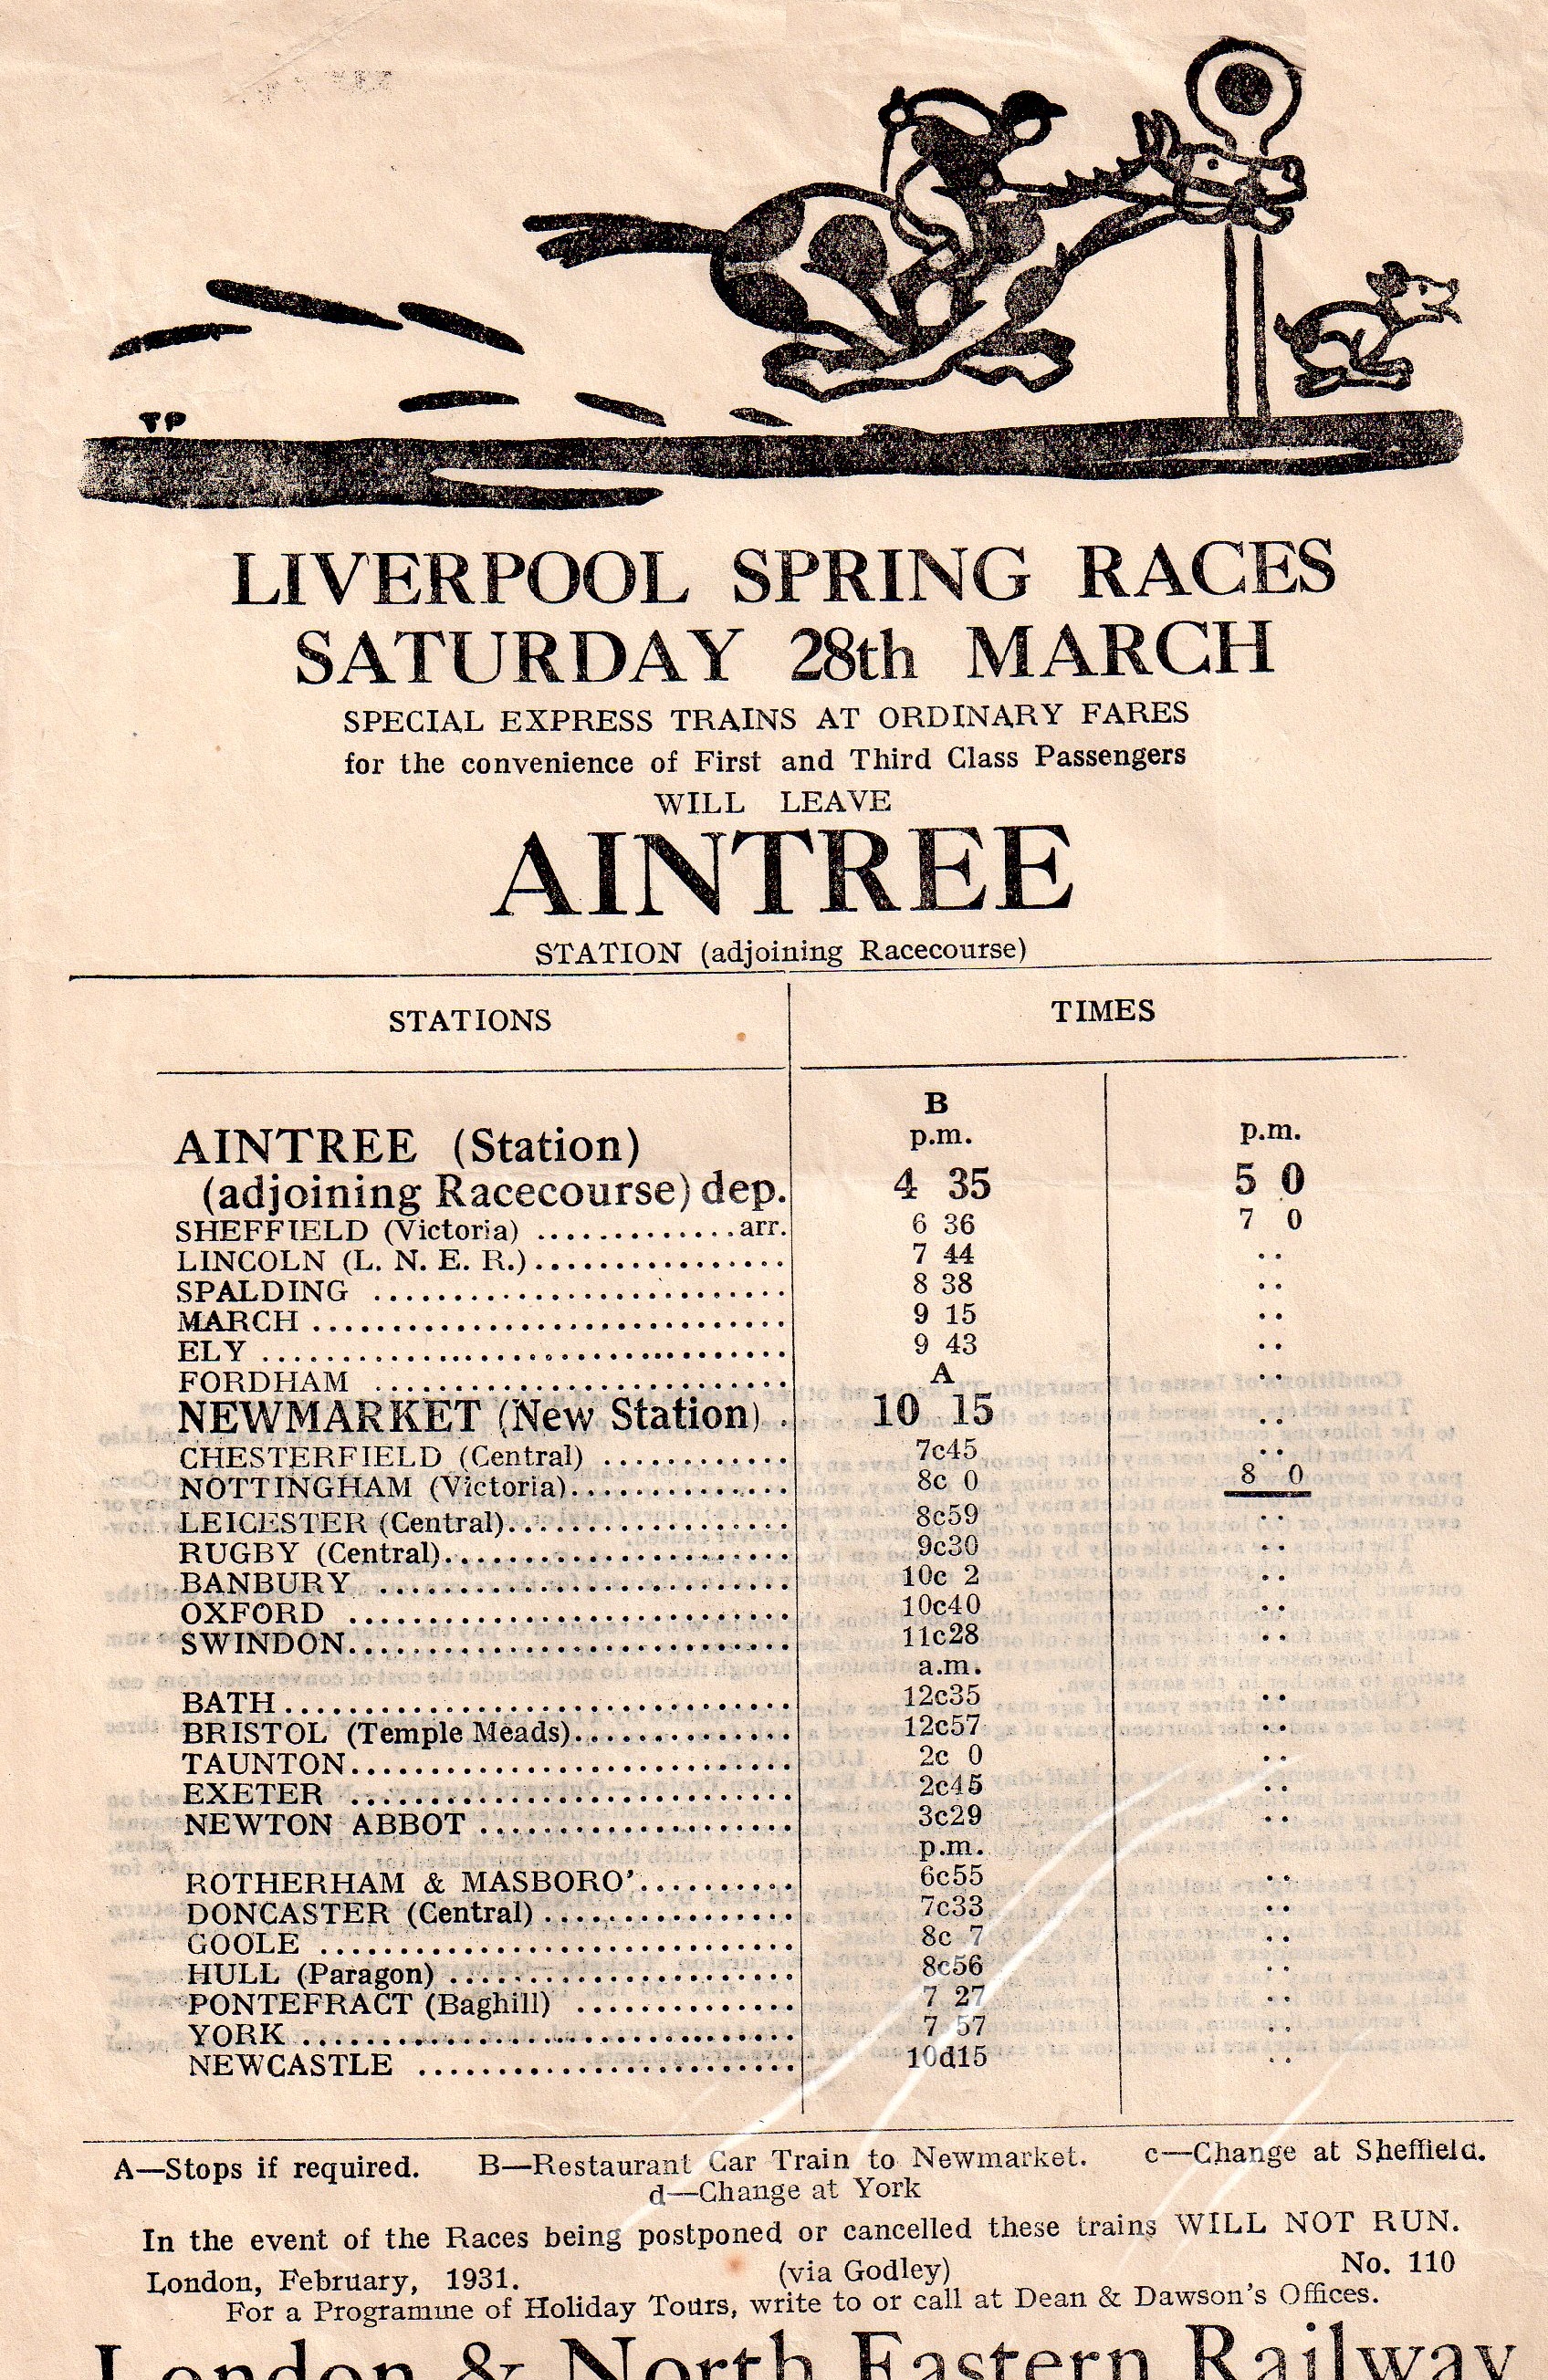 TP
LIVERPOOL SPRING RACES
SATURDAY 28th MARCH
SPECIAL EXPRESS TRAINS AT ORDINARY FARES
for the convenience of First and Third Class Passengers
WILL LEAVE
AINTREE
STATION (adjoining Racecourse)
STATIONS TIMES
B
AINTREE (Station) p.m. p.m.
(adjoining Racecourse) dep. 4 35 5 0
SHEFFIELD (Victoria) .............arr. 6 36 7 0
LINCOLN (L. N. E. R.)................ 7 44 ..
SPALDING .......................... 8 38 ..
MARCH .............................. 9 15 ..
ELY ................................. 9 43 ..
FORDHAM .......................... A ..
NEWMARKET (New Station) . 10 15 ..
CHESTERFIELD (Central) ............ 7c45 ..
NOTTINGHAM (Victoria)............... 8c 0 8 0
LEICESTER (Central)................... 8c59 ..
RUGBY (Central)....................... 9c30 ..
BANBURY .......................... 10c 2 ..
OXFORD ............................ 10c40 ..
SWINDON............................ 11c28 ..
a.m.
BATH................................ 12c35 ..
BRISTOL (Temple Meads).............. 12c57 ..
TAUNTON............................ 2c 0 ..
EXETER ............................ 2c45 ..
NEWTON ABBOT .................... 3c29 ..
p.m.
ROTHERHAM & MASBORO'.......... 6c55 ..
DONCASTER (Central) ................ 7c33 ..
GOOLE .............................. 8c 7 ..
HULL (Paragon) ...................... 8c56 ..
PONTEFRACT (Baghill) .............. 7 27 ..
YORK ............................... 7 57 ..
NEWCASTLE ........................ 10d15 ..
A—Stops if required. B—Restaurant Car Train to Newmarket. c—Change at Sheffield.
d—Change at York
In the event of the Races being postponed or cancelled these trains WILL NOT RUN.
London, February, 1931. (via Godley) No. 110
For a Programme of Holiday Tours, write to or call at Dean & Dawson's Offices.
London & North Eastern Railway